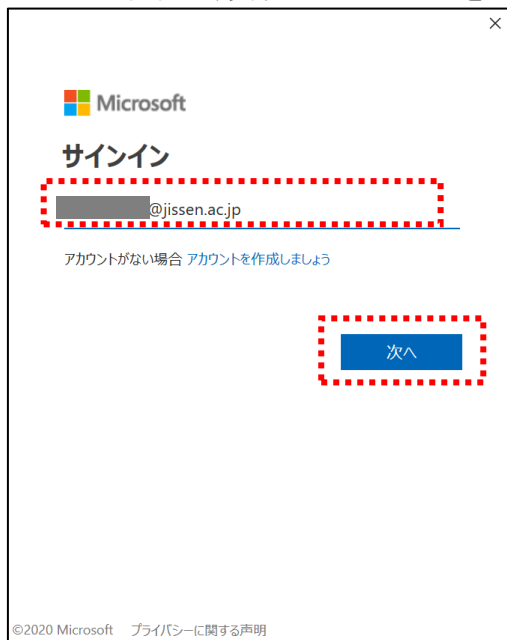 Microsoft
サインイン
@jissen.ac.jp
アカウントがない場合 アカウントを作成しましょう
次へ
©2020 Microsoft プライバシーに関する声明